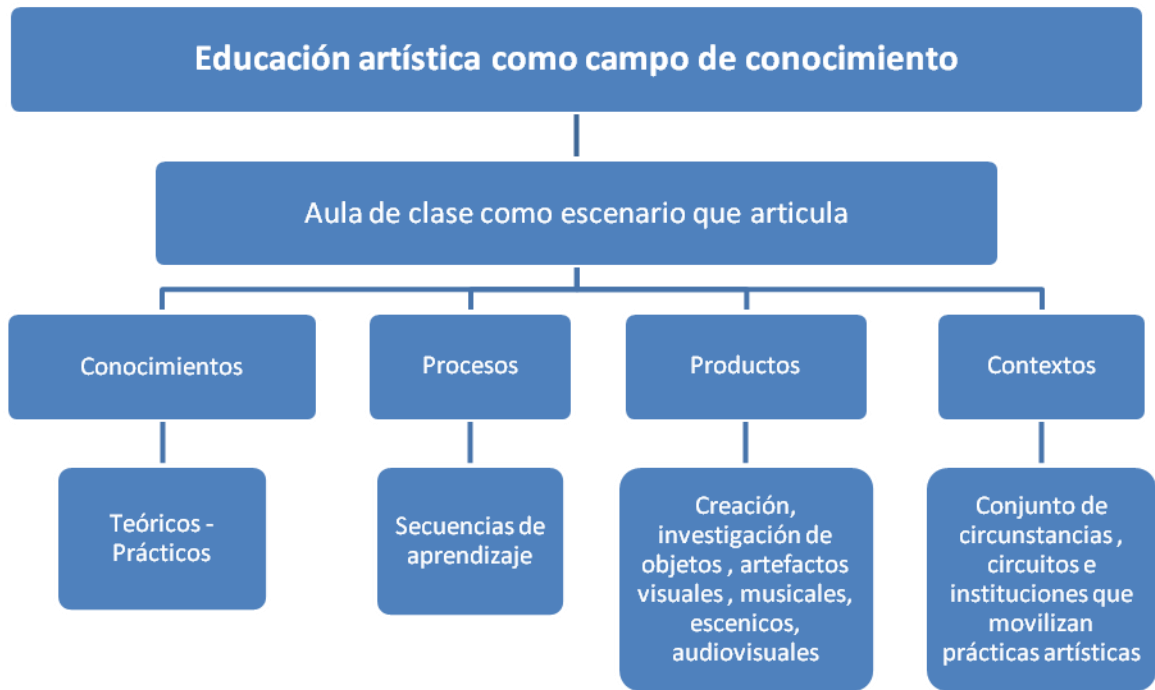 Educación artística como campo de conocimiento
Aula de clase como escenario que articula
Conocimientos
Procesos
Productos
Contextos
Teóricos -
Prácticos
Secuencias de
aprendizaje
Creación,
investigación de
objetos , artefactos
visuales , musicales,
escenicos,
audiovisuales
Conjunto de
circunstancias ,
circuitos e
instituciones que
movilizan
prácticas artísticas